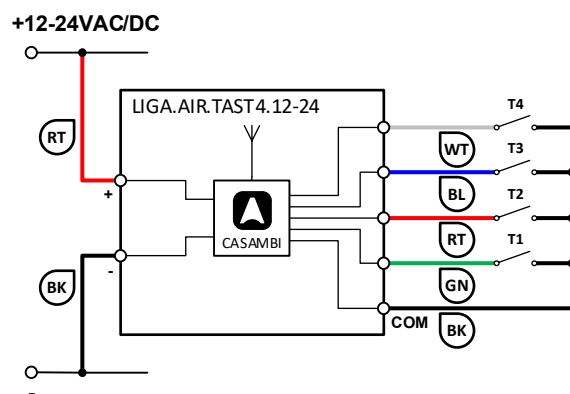 +12-24VAC/DC
LIGA.AIR.TAST4.12-24
T4
RT
WT
T3
BL
T2
+
CASAMBI
RT
T1
-
BK
GN
COM
BK
-